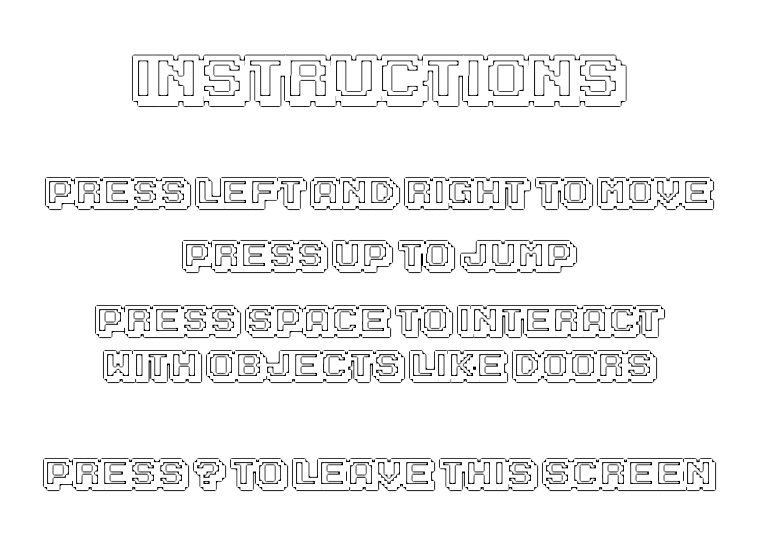 INSTRUCTIONS
PRESS LEFT AND RIGHT TO MOVE
PRESS UP TO JUMP
PRESS SPACE TO INTERACT
WITH OBJECTS LIKE DOORS
PRESS ? TO LEAVE THIS SCREEN